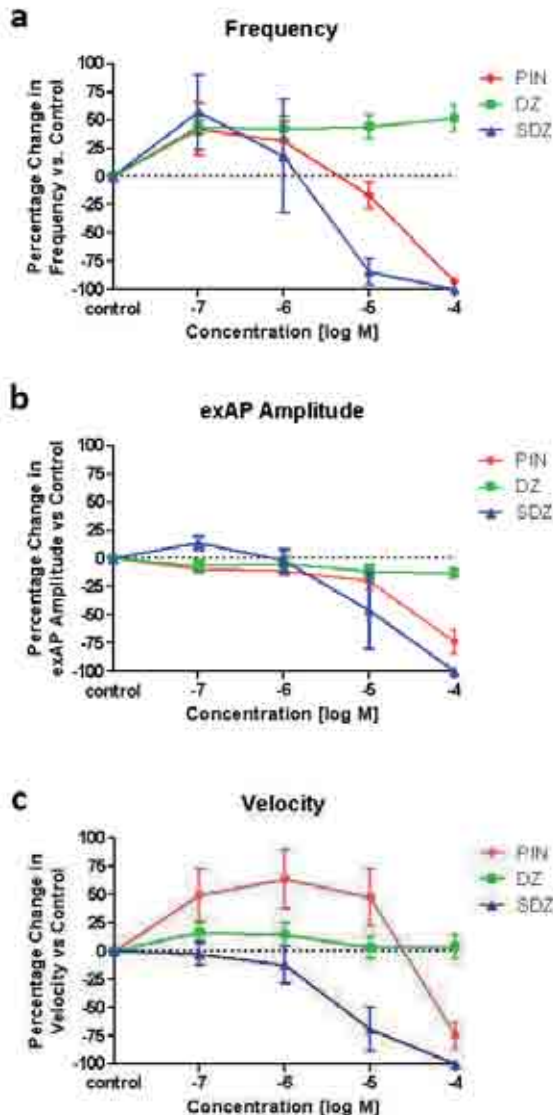 a
Frequency
Percentage Change in
Frequency vs. Control
100
75
50
25
0
-25
-50
-75
-100
control -7 -6 -5 -4
Concentration [log M]
PIN
DZ
SDZ
b
exAP Amplitude
Percentage Change in
exAP Amplitude vs Control
100
75
50
25
0
-25
-50
-75
-100
control -7 -6 -5 -4
Concentration [log M]
PIN
DZ
SDZ
c
Velocity
Percentage Change in
Velocity vs Control
100
75
50
25
0
-25
-50
-75
-100
control -7 -6 -5 -4
Concentration [log M]
PIN
DZ
SDZ